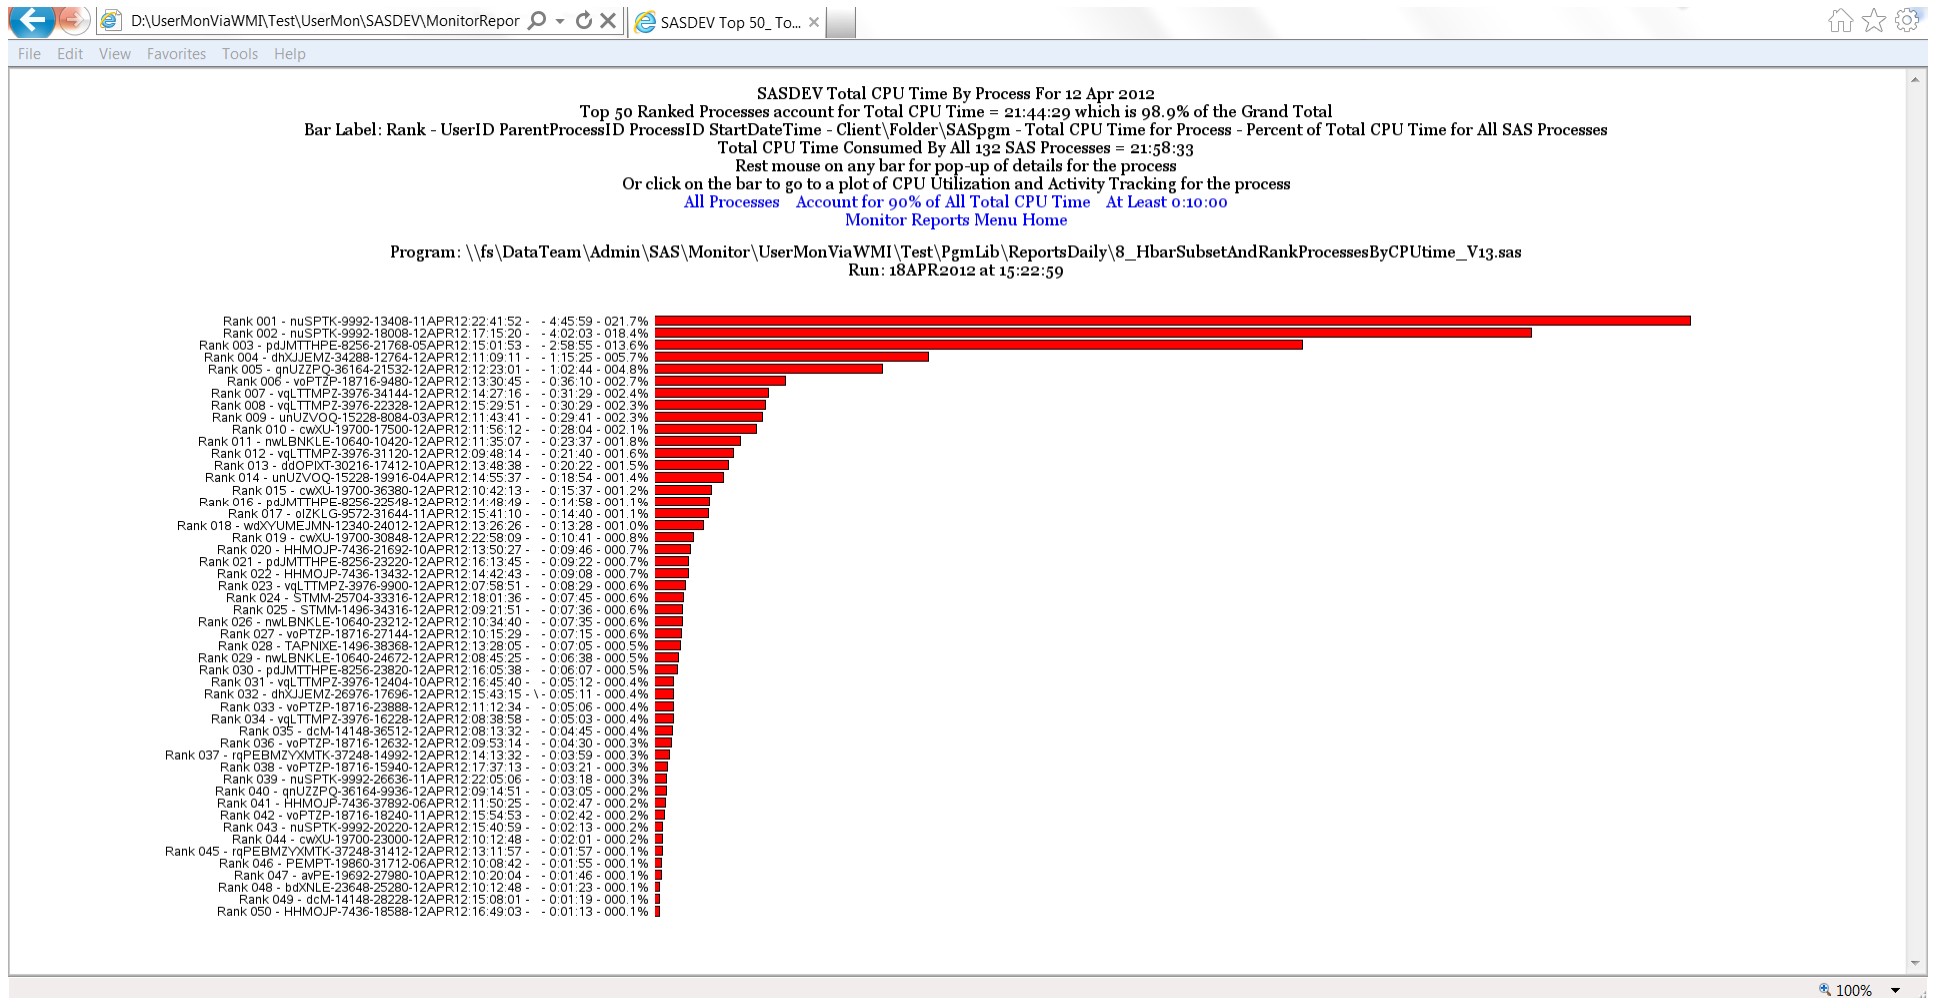 D:\UserMonViaWMI\Test\UserMon\SASDEV\MonitorRepor
SASDEV Top 50_ To...
File Edit View Favorites Tools Help
SASDEV Total CPU Time By Process For 12 Apr 2012
Top 50 Ranked Processes account for Total CPU Time = 21:44:29 which is 98.9% of the Grand Total
Bar Label: Rank - UserID ParentProcessID ProcessID StartDateTime - Client\Folder\SASpgm - Total CPU Time for Process - Percent of Total CPU Time for All SAS Processes
Total CPU Time Consumed By All 132 SAS Processes = 21:58:33
Rest mouse on any bar for pop-up of details for the process
Or click on the bar to go to a plot of CPU Utilization and Activity Tracking for the process
All Processes Account for 90% of All Total CPU Time At Least 0:10:00
Monitor Reports Menu Home
Program: \\fs\DataTeam\Admin\SAS\Monitor\UserMonViaWMI\Test\PgmLib\ReportsDaily\8_HbarSubsetAndRankProcessesByCPUtime_V13.sas
Run: 18APR2012 at 15:22:59
Rank 001 - nuSPTK-9992-13408-11APR12:22:41:52 - - 4:45:59 - 021.7%
Rank 002 - nuSPTK-9992-18008-12APR12:17:15:20 - - 4:02:03 - 018.4%
Rank 003 - pdJMTTHPE-8256-21768-05APR12:15:01:53 - - 2:58:55 - 013.6%
Rank 004 - dhXJJEMZ-34288-12764-12APR12:11:09:11 - - 1:15:25 - 005.7%
Rank 005 - qnUZZPQ-36164-21532-12APR12:12:23:01 - - 1:02:44 - 004.8%
Rank 006 - voPTZP-18716-9480-12APR12:13:30:45 - - 0:36:10 - 002.7%
Rank 007 - vqLTTMPZ-3976-34144-12APR12:14:27:16 - - 0:31:29 - 002.4%
Rank 008 - vqLTTMPZ-3976-22328-12APR12:15:29:51 - - 0:30:29 - 002.3%
Rank 009 - unUZVOQ-15228-8084-03APR12:11:43:41 - - 0:29:41 - 002.3%
Rank 010 - cwXU-19700-17500-12APR12:11:56:12 - - 0:28:04 - 002.1%
Rank 011 - nwLBNKLE-10640-10420-12APR12:11:35:07 - - 0:23:37 - 001.8%
Rank 012 - vqLTTMPZ-3976-31120-12APR12:09:48:14 - - 0:21:40 - 001.6%
Rank 013 - ddOPIXT-30216-17412-10APR12:13:48:38 - - 0:20:22 - 001.5%
Rank 014 - unUZVOQ-15228-19916-04APR12:14:55:37 - - 0:18:54 - 001.4%
Rank 015 - cwXU-19700-36380-12APR12:10:42:13 - - 0:15:37 - 001.2%
Rank 016 - pdJMTTHPE-8256-22548-12APR12:14:48:49 - - 0:14:58 - 001.1%
Rank 017 - olZKLG-9572-31644-11APR12:15:41:10 - - 0:14:40 - 001.1%
Rank 018 - wdXYUMEJMN-12340-24012-12APR12:13:26:26 - - 0:13:28 - 001.0%
Rank 019 - cwXU-19700-30848-12APR12:22:58:09 - - 0:10:41 - 000.8%
Rank 020 - HHMOJP-7436-21692-10APR12:13:50:27 - - 0:09:46 - 000.7%
Rank 021 - pdJMTTHPE-8256-23220-12APR12:16:13:45 - - 0:09:22 - 000.7%
Rank 022 - HHMOJP-7436-13432-12APR12:14:42:43 - - 0:09:08 - 000.7%
Rank 023 - vqLTTMPZ-3976-9900-12APR12:07:58:51 - - 0:08:29 - 000.6%
Rank 024 - STMM-25704-33316-12APR12:18:01:36 - - 0:07:45 - 000.6%
Rank 025 - STMM-1496-34316-12APR12:09:21:51 - - 0:07:36 - 000.6%
Rank 026 - nwLBNKLE-10640-23212-12APR12:10:34:40 - - 0:07:35 - 000.6%
Rank 027 - voPTZP-18716-27144-12APR12:10:15:29 - - 0:07:15 - 000.6%
Rank 028 - TAPNIXE-1496-38368-12APR12:13:28:05 - - 0:07:05 - 000.5%
Rank 029 - nwLBNKLE-10640-24672-12APR12:08:45:25 - - 0:06:38 - 000.5%
Rank 030 - pdJMTTHPE-8256-23820-12APR12:16:05:38 - - 0:06:07 - 000.5%
Rank 031 - vqLTTMPZ-3976-12404-10APR12:16:45:40 - - 0:05:12 - 000.4%
Rank 032 - dhXJJEMZ-26976-17696-12APR12:15:43:15 - \ - 0:05:11 - 000.4%
Rank 033 - voPTZP-18716-23888-12APR12:11:12:34 - - 0:05:06 - 000.4%
Rank 034 - vqLTTMPZ-3976-16228-12APR12:08:38:58 - - 0:05:03 - 000.4%
Rank 035 - dcM-14148-36512-12APR12:08:13:32 - - 0:04:45 - 000.4%
Rank 036 - voPTZP-18716-12632-12APR12:09:53:14 - - 0:04:30 - 000.3%
Rank 037 - rqPEBMZYXMTK-37248-14992-12APR12:14:13:32 - - 0:03:59 - 000.3%
Rank 038 - voPTZP-18716-15940-12APR12:17:37:13 - - 0:03:21 - 000.3%
Rank 039 - nuSPTK-9992-26636-11APR12:22:05:06 - - 0:03:18 - 000.3%
Rank 040 - qnUZZPQ-36164-9936-12APR12:09:14:51 - - 0:03:05 - 000.2%
Rank 041 - HHMOJP-7436-37892-06APR12:11:50:25 - - 0:02:47 - 000.2%
Rank 042 - voPTZP-18716-18240-11APR12:15:54:53 - - 0:02:42 - 000.2%
Rank 043 - nuSPTK-9992-20220-12APR12:15:40:59 - - 0:02:13 - 000.2%
Rank 044 - cwXU-19700-23000-12APR12:10:12:48 - - 0:02:01 - 000.2%
Rank 045 - rqPEBMZYXMTK-37248-31412-12APR12:13:11:57 - - 0:01:57 - 000.1%
Rank 046 - PEMPT-19860-31712-06APR12:10:08:42 - - 0:01:55 - 000.1%
Rank 047 - avPE-19692-27980-10APR12:10:20:04 - - 0:01:46 - 000.1%
Rank 048 - bdXNLE-23648-25280-12APR12:10:12:48 - - 0:01:23 - 000.1%
Rank 049 - dcM-14148-28228-12APR12:15:08:01 - - 0:01:19 - 000.1%
Rank 050 - HHMOJP-7436-18588-12APR12:16:49:03 - - 0:01:13 - 000.1%
100%